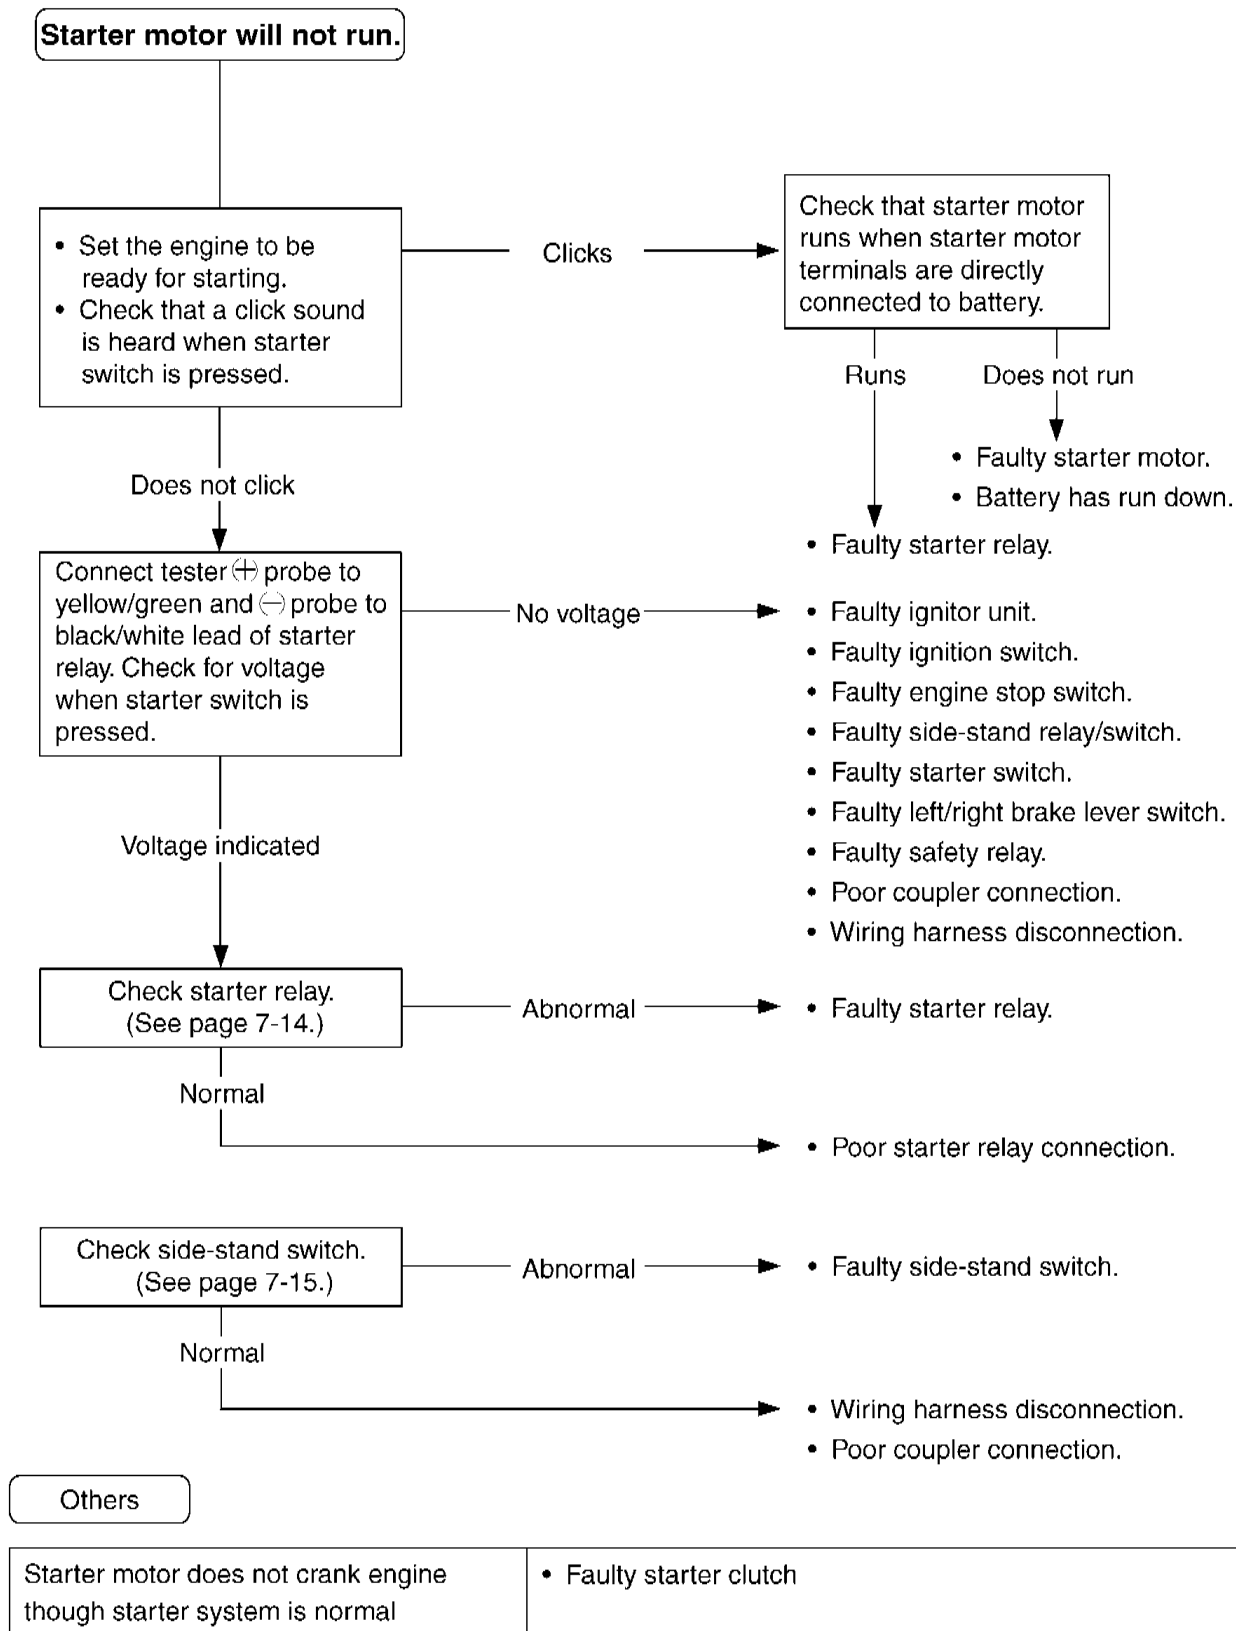 Starter motor will not run.
• Set the engine to be
ready for starting.
• Check that a click sound
is heard when starter
switch is pressed.
Clicks
Check that starter motor
runs when starter motor
terminals are directly
connected to battery.
Runs
Does not run
• Faulty starter motor.
• Battery has run down.
• Faulty starter relay.
Does not click
Connect tester ⊕ probe to
yellow/green and ⊖ probe to
black/white lead of starter
relay. Check for voltage
when starter switch is
pressed.
No voltage
• Faulty ignitor unit.
• Faulty ignition switch.
• Faulty engine stop switch.
• Faulty side-stand relay/switch.
• Faulty starter switch.
• Faulty left/right brake lever switch.
• Faulty safety relay.
• Poor coupler connection.
• Wiring harness disconnection.
Voltage indicated
Check starter relay.
(See page 7-14.)
Abnormal
• Faulty starter relay.
Normal
• Poor starter relay connection.
Check side-stand switch.
(See page 7-15.)
Abnormal
• Faulty side-stand switch.
Normal
• Wiring harness disconnection.
• Poor coupler connection.
Others
Starter motor does not crank engine
though starter system is normal
• Faulty starter clutch